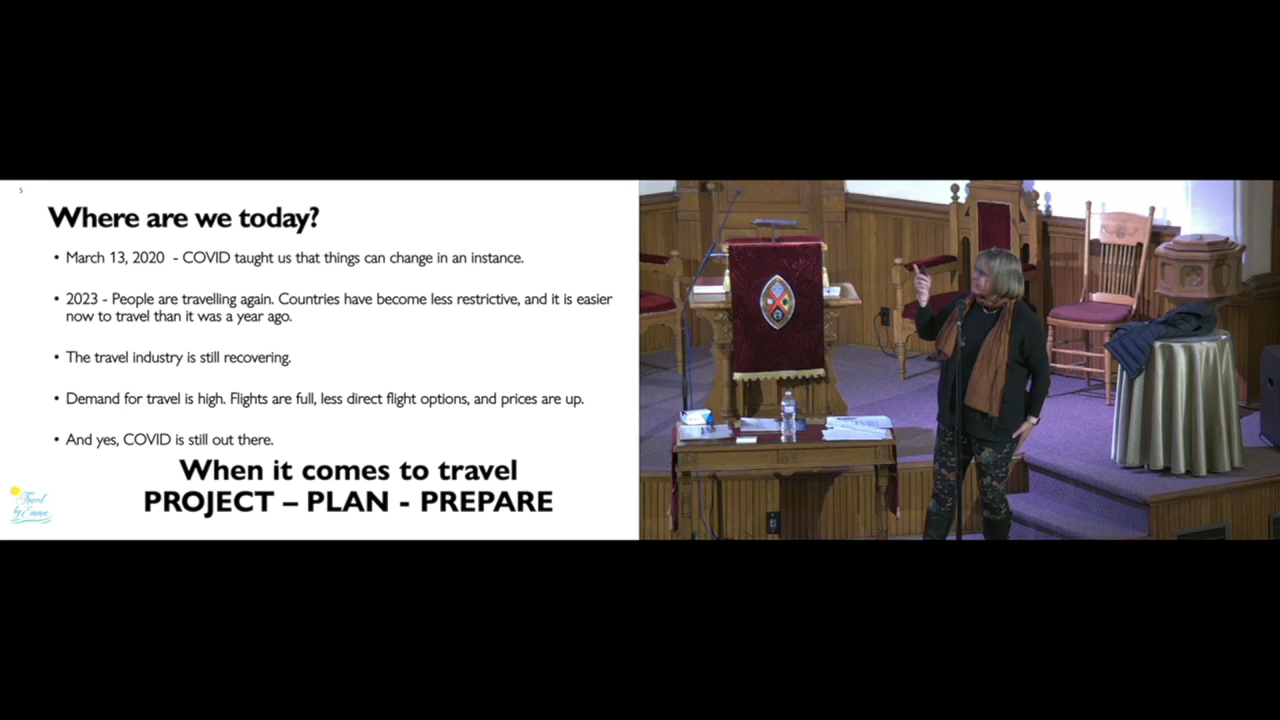 5
Where are we today?
• March 13, 2020 - COVID taught us that things can change in an instance.
• 2023 - People are travelling again. Countries have become less restrictive, and it is easier
now to travel than it was a year ago.
• The travel industry is still recovering.
• Demand for travel is high. Flights are full, less direct flight options, and prices are up.
• And yes, COVID is still out there.
When it comes to travel
PROJECT – PLAN - PREPARE
Travel
by Emma